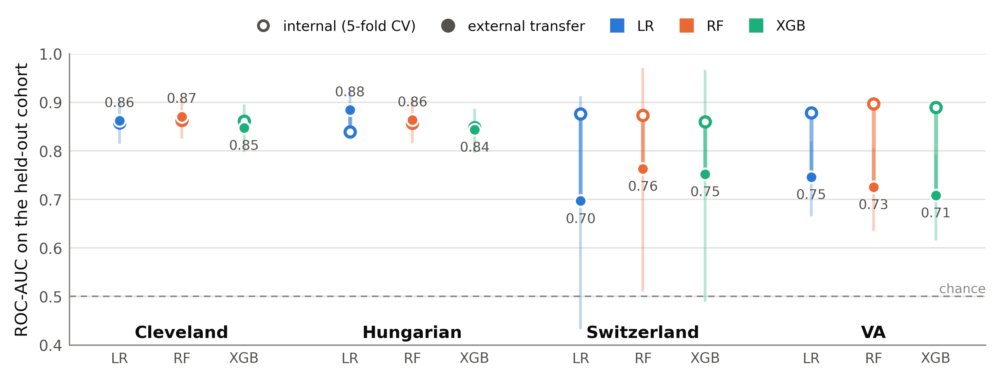 internal (5-fold CV) external transfer LR RF XGB
ROC-AUC on the held-out cohort
1.0
0.9
0.8
0.7
0.6
0.5
0.4
0.86 0.87 0.85 0.88 0.86 0.84 0.70 0.76 0.75 0.75 0.73 0.71
chance
Cleveland Hungarian Switzerland VA
LR RF XGB LR RF XGB LR RF XGB LR RF XGB